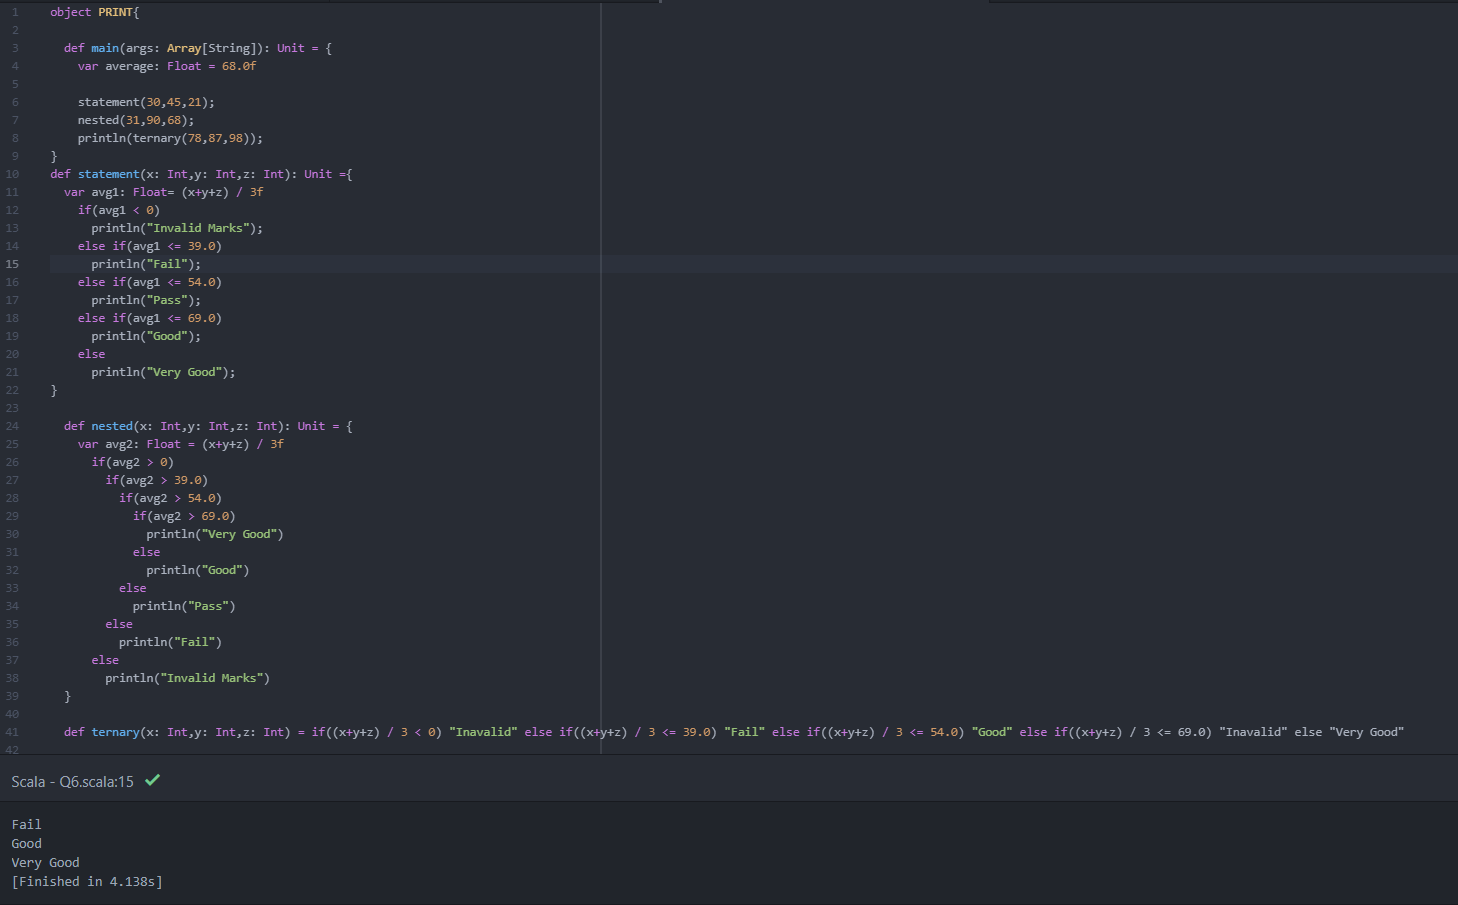 1 object PRINT{
2
3 def main(args: Array[String]): Unit = {
4 var average: Float = 68.0f
5
6 statement(30,45,21);
7 nested(31,90,68);
8 println(ternary(78,87,98));
9 }
10 def statement(x: Int,y: Int,z: Int): Unit ={
11 var avg1: Float= (x+y+z) / 3f
12 if(avg1 < 0)
13 println("Invalid Marks");
14 else if(avg1 <= 39.0)
15 println("Fail");
16 else if(avg1 <= 54.0)
17 println("Pass");
18 else if(avg1 <= 69.0)
19 println("Good");
20 else
21 println("Very Good");
22 }
23
24 def nested(x: Int,y: Int,z: Int): Unit = {
25 var avg2: Float = (x+y+z) / 3f
26 if(avg2 > 0)
27 if(avg2 > 39.0)
28 if(avg2 > 54.0)
29 if(avg2 > 69.0)
30 println("Very Good")
31 else
32 println("Good")
33 else
34 println("Pass")
35 else
36 println("Fail")
37 else
38 println("Invalid Marks")
39 }
40
41 def ternary(x: Int,y: Int,z: Int) = if((x+y+z) / 3 < 0) "Inavalid" else if((x+y+z) / 3 <= 39.0) "Fail" else if((x+y+z) / 3 <= 54.0) "Good" else if((x+y+z) / 3 <= 69.0) "Inavalid" else "Very Good"
42
Scala - Q6.scala:15
Fail
Good
Very Good
[Finished in 4.138s]